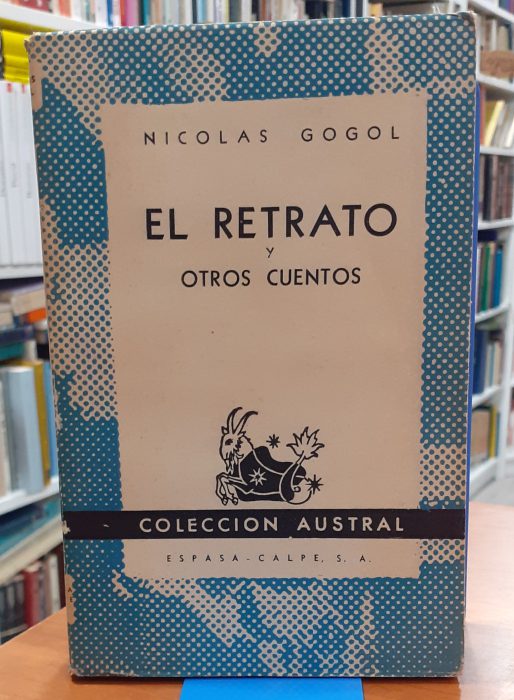 NICOLAS GOGOL
EL RETRATO
Y
OTROS CUENTOS
COLECCION AUSTRAL
ESPASA-CALPE, S. A.